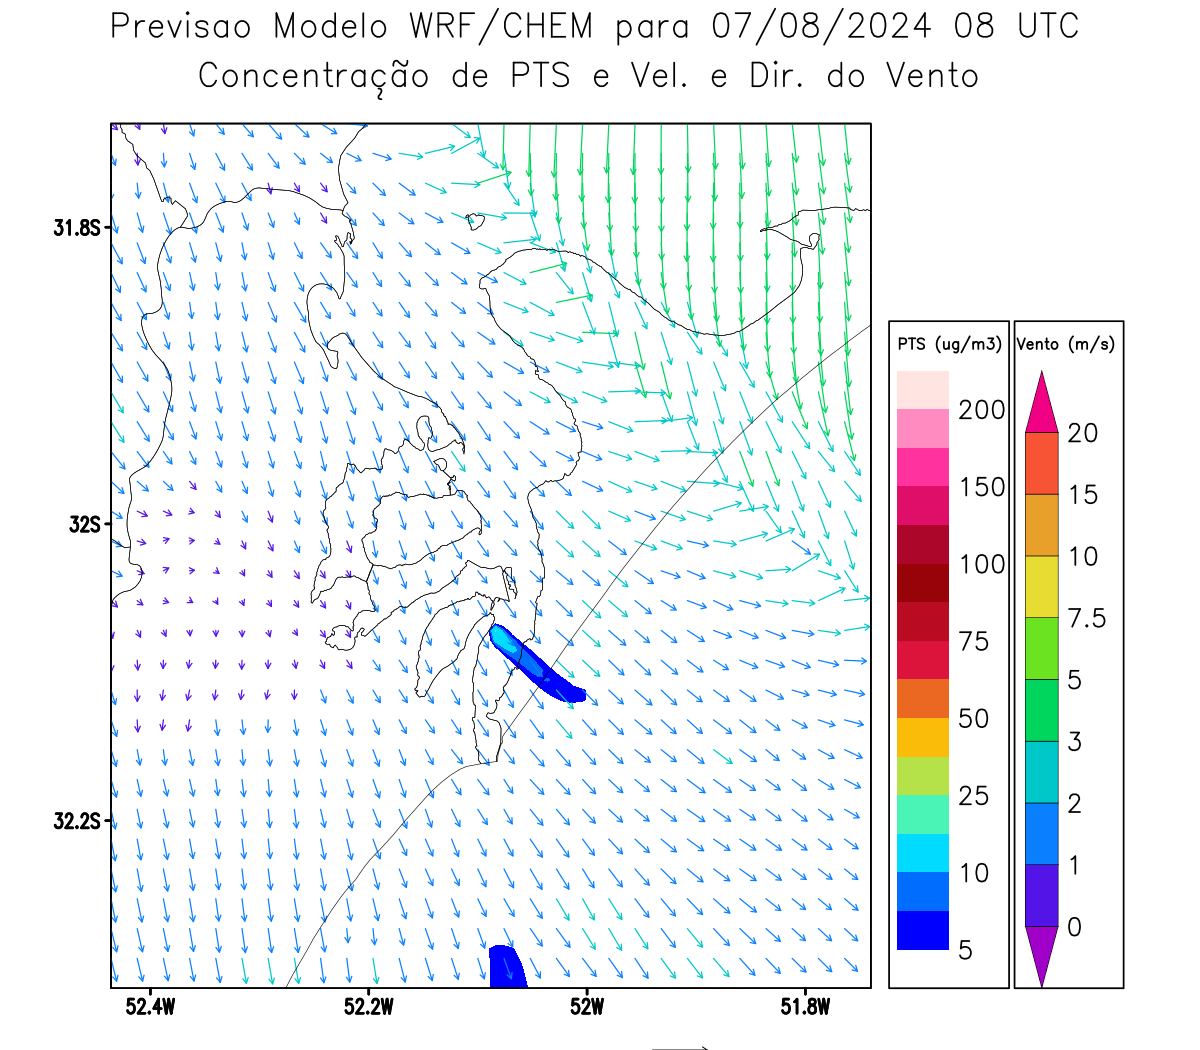 Previsao Modelo WRF/CHEM para 07/08/2024 08 UTC
Concentração de PTS e Vel. e Dir. do Vento
31.8S
32S
32.2S
52.4W 52.2W 52W 51.8W
PTS (ug/m3)
200
150
100
75
50
25
10
5
Vento (m/s)
20
15
10
7.5
5
3
2
1
0